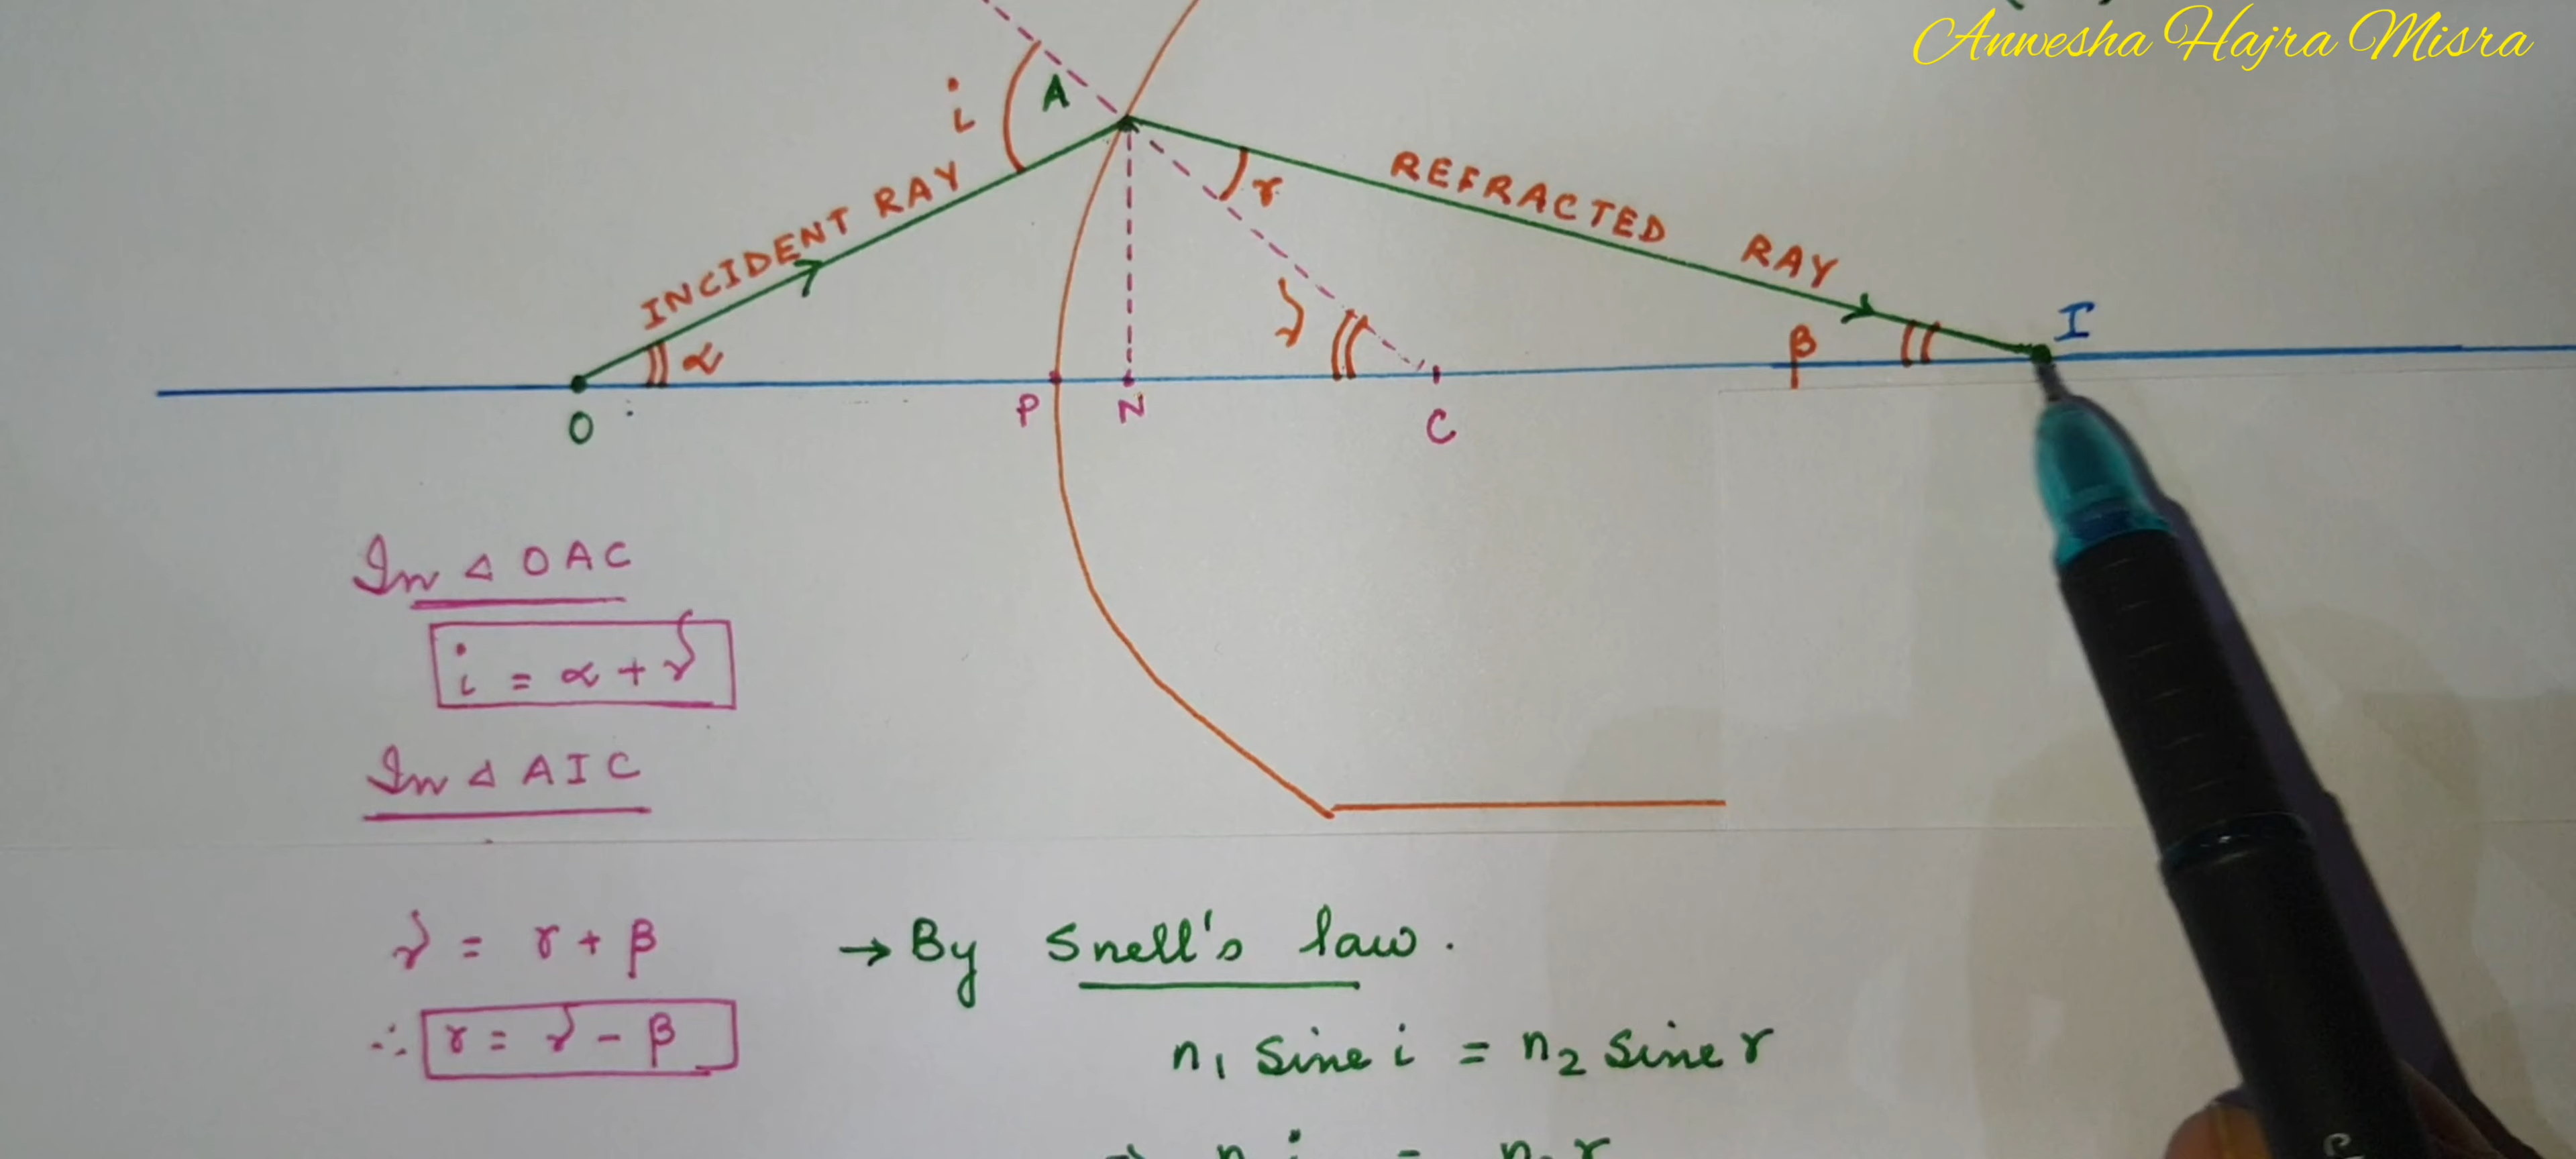 Anwesha Hajra Misra
i
A
INCIDENT RAY
r
REFRACTED RAY
α
γ
β
I
O
P
N
C
In Δ OAC
i = α + γ
In Δ AIC
γ = r + β
∴ r = γ - β
→ By Snell's law.
n₁ Sine i = n₂ Sine r